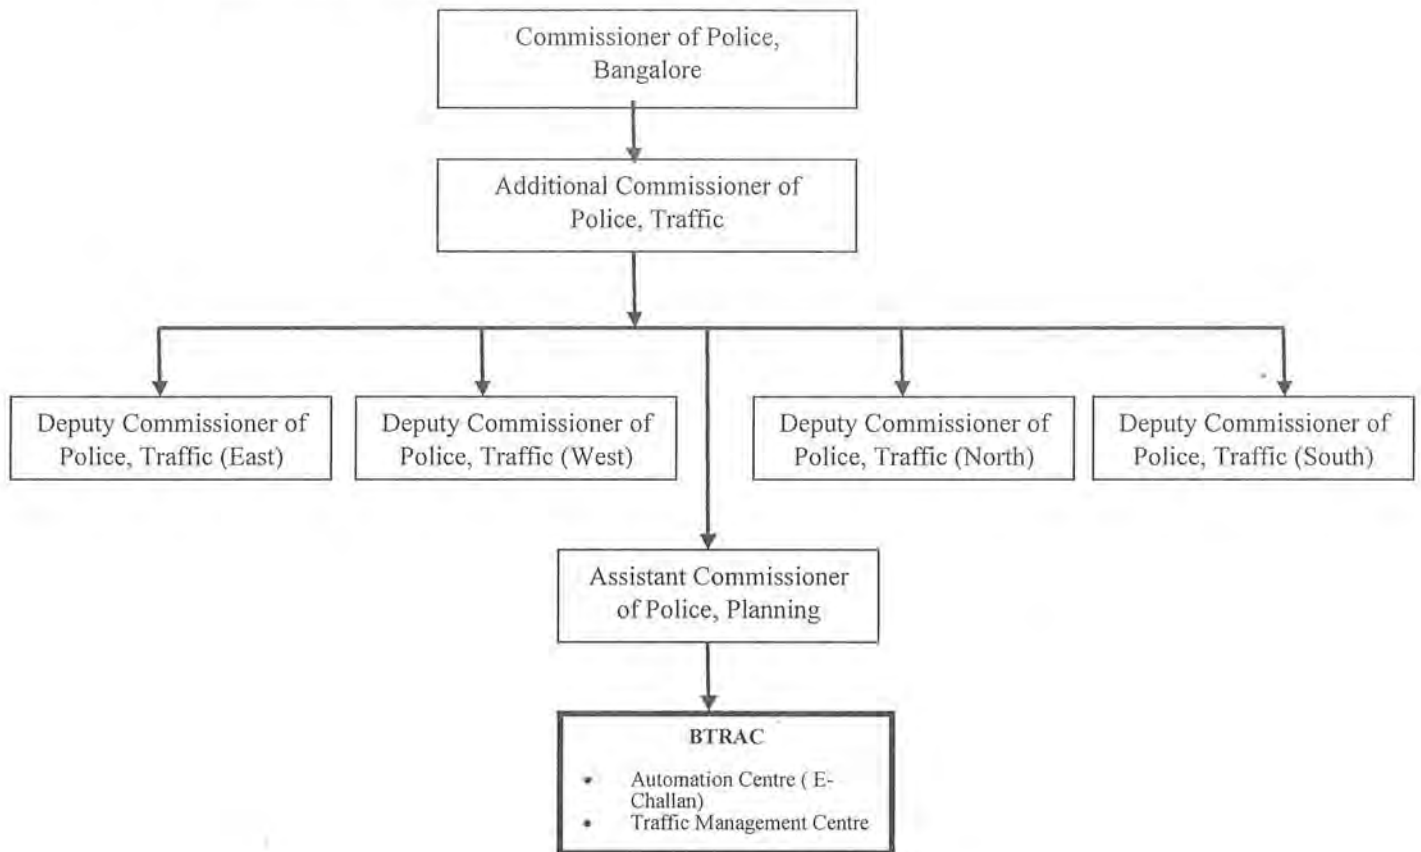 Commissioner of Police,
Bangalore
Additional Commissioner of
Police, Traffic
Deputy Commissioner of
Police, Traffic (East)
Deputy Commissioner of
Police, Traffic (West)
Deputy Commissioner of
Police, Traffic (North)
Deputy Commissioner of
Police, Traffic (South)
Assistant Commissioner
of Police, Planning
BTRAC
• Automation Centre ( E-
Challan)
• Traffic Management Centre